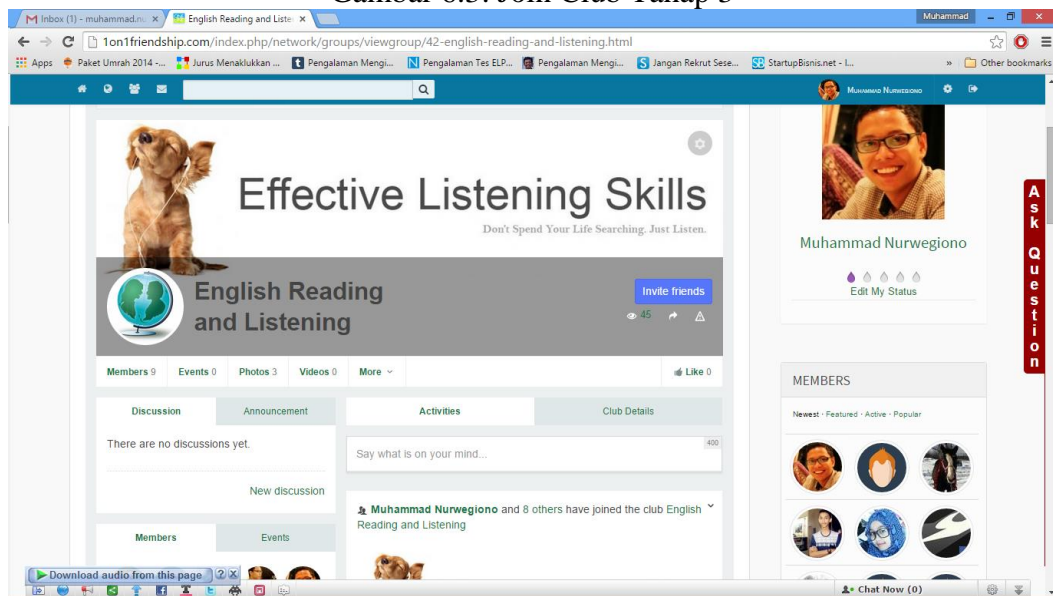 Gambar 6.5: Join Club Tahap 3
Inbox (1) - muhammad.nu
English Reading and Liste
Muhammad
1on1friendship.com/index.php/network/groups/viewgroup/42-english-reading-and-listening.html
Apps
Paket Umrah 2014 -...
Jurus Menaklukkan ...
Pengalaman Mengi...
Pengalaman Tes ELP...
Pengalaman Mengi...
Jangan Rekrut Sese...
StartupBisnis.net - I...
»
Other bookmarks
Muhammad Nurwegiono
Effective Listening Skills
Don't Spend Your Life Searching. Just Listen.
English Reading
and Listening
Invite friends
45
Members 9
Events 0
Photos 3
Videos 0
More
Like 0
Discussion
Announcement
There are no discussions yet.
New discussion
Members
Events
Activities
Club Details
Say what is on your mind...
400
Muhammad Nurwegiono and 8 others have joined the club English
Reading and Listening
Muhammad Nurwegiono
Edit My Status
MEMBERS
Newest · Featured · Active · Popular
Ask Question
Download audio from this page
?
X
Chat Now (0)